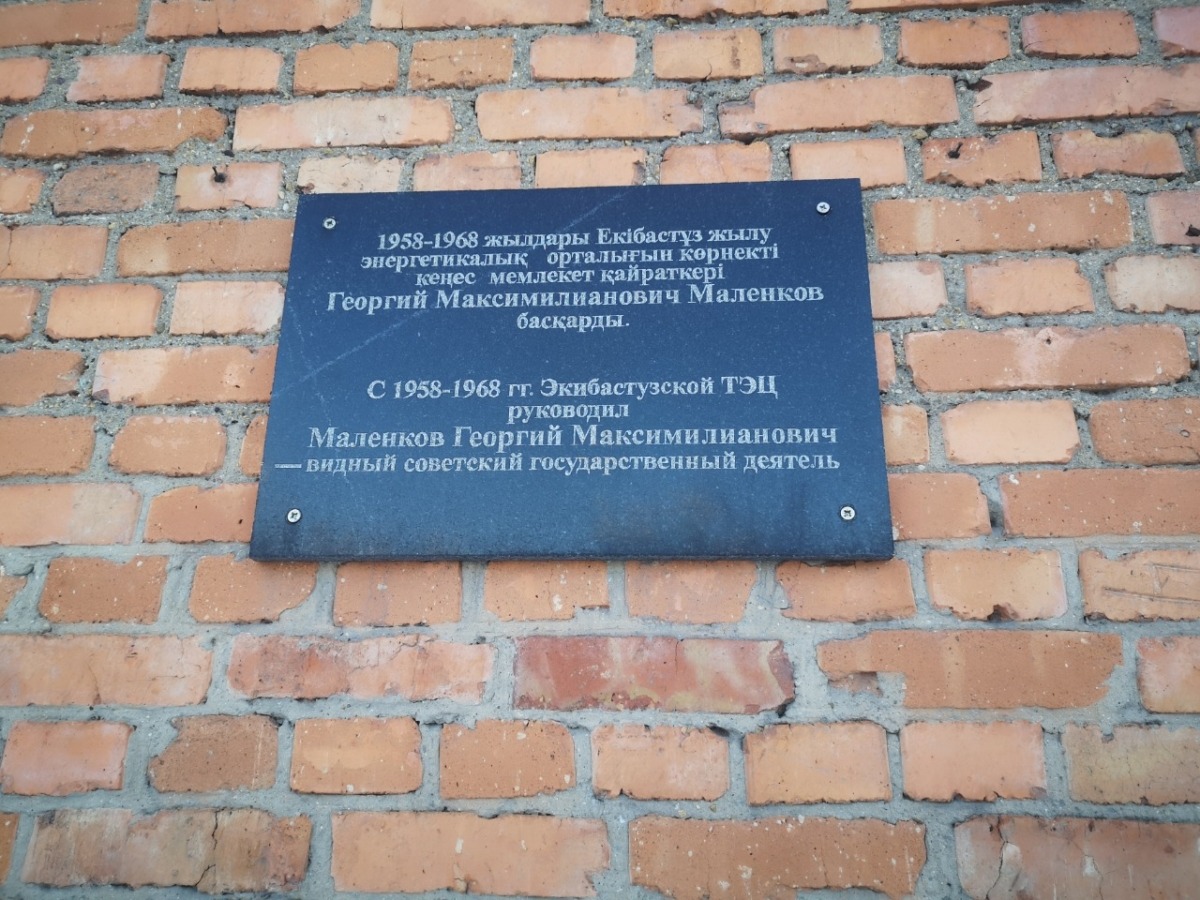 1958-1968 жылдары Екібастұз жылу
энергетикалық орталығын көрнекті
кеңес мемлекет қайраткері
Георгий Максимилианович Маленков
басқарды.
С 1958-1968 гг. Экибастузской ТЭЦ
руководил
Маленков Георгий Максимилианович
— видный советский государственный деятель